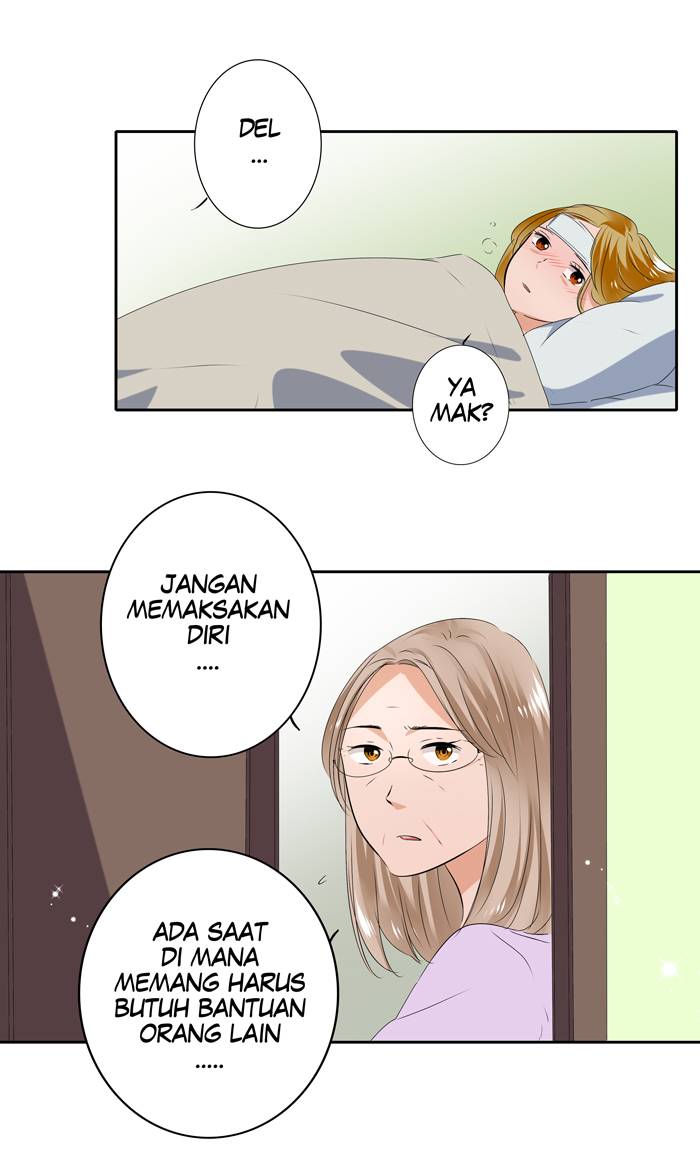 DEL
...
YA
MAK?
JANGAN
MEMAKSAKAN
DIRI
....
ADA SAAT
DI MANA
MEMANG HARUS
BUTUH BANTUAN
ORANG LAIN
.....